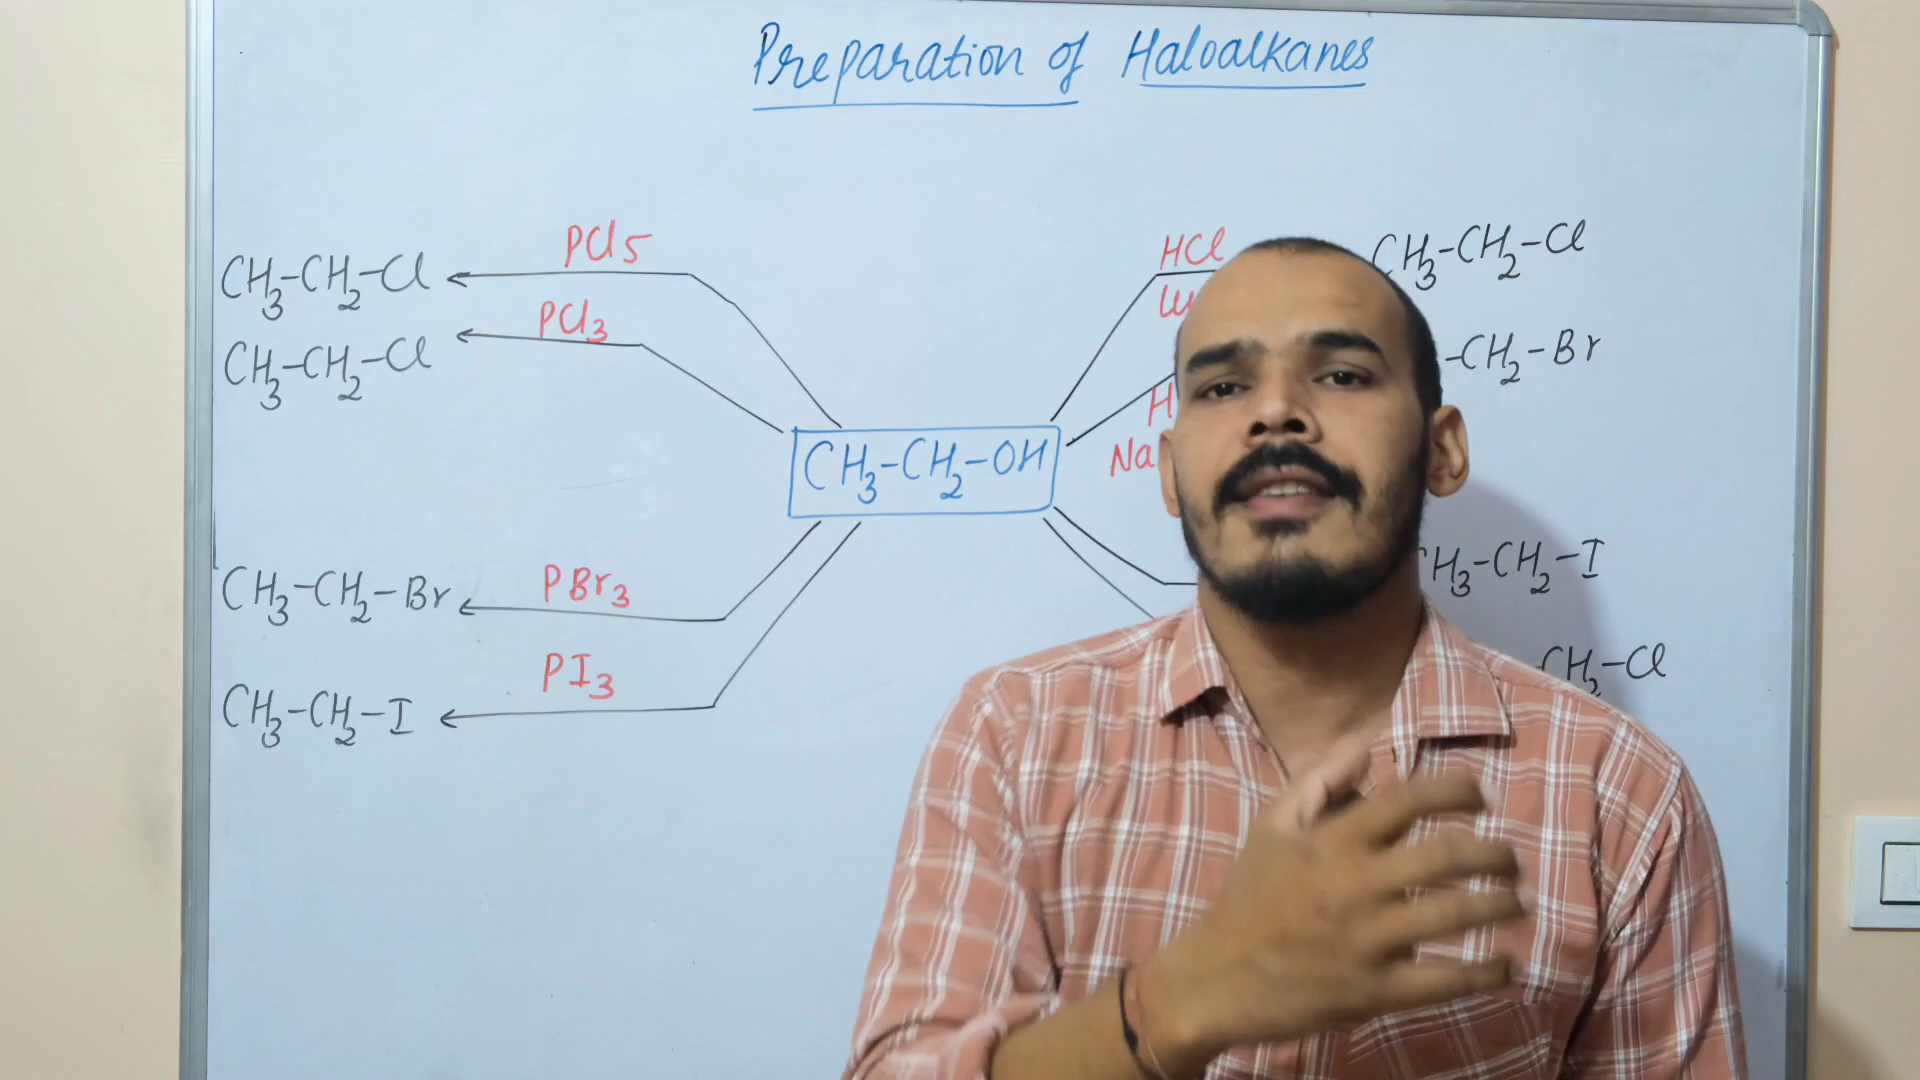 Preparation of Haloalkanes
CH3-CH2-Cl
PCl5
CH3-CH2-Cl
PCl3
CH3-CH2-OH
CH3-CH2-Br
PBr3
CH3-CH2-I
PI3
HCl
CH3-CH2-Cl
-CH2-Br
H
Na
H3-CH2-I
CH2-Cl